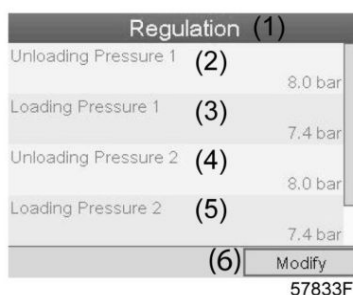 Regulation (1)
Unloading Pressure 1 (2)
8.0 bar
Loading Pressure 1 (3)
7.4 bar
Unloading Pressure 2 (4)
8.0 bar
Loading Pressure 2 (5)
7.4 bar
(6) Modify
57833F